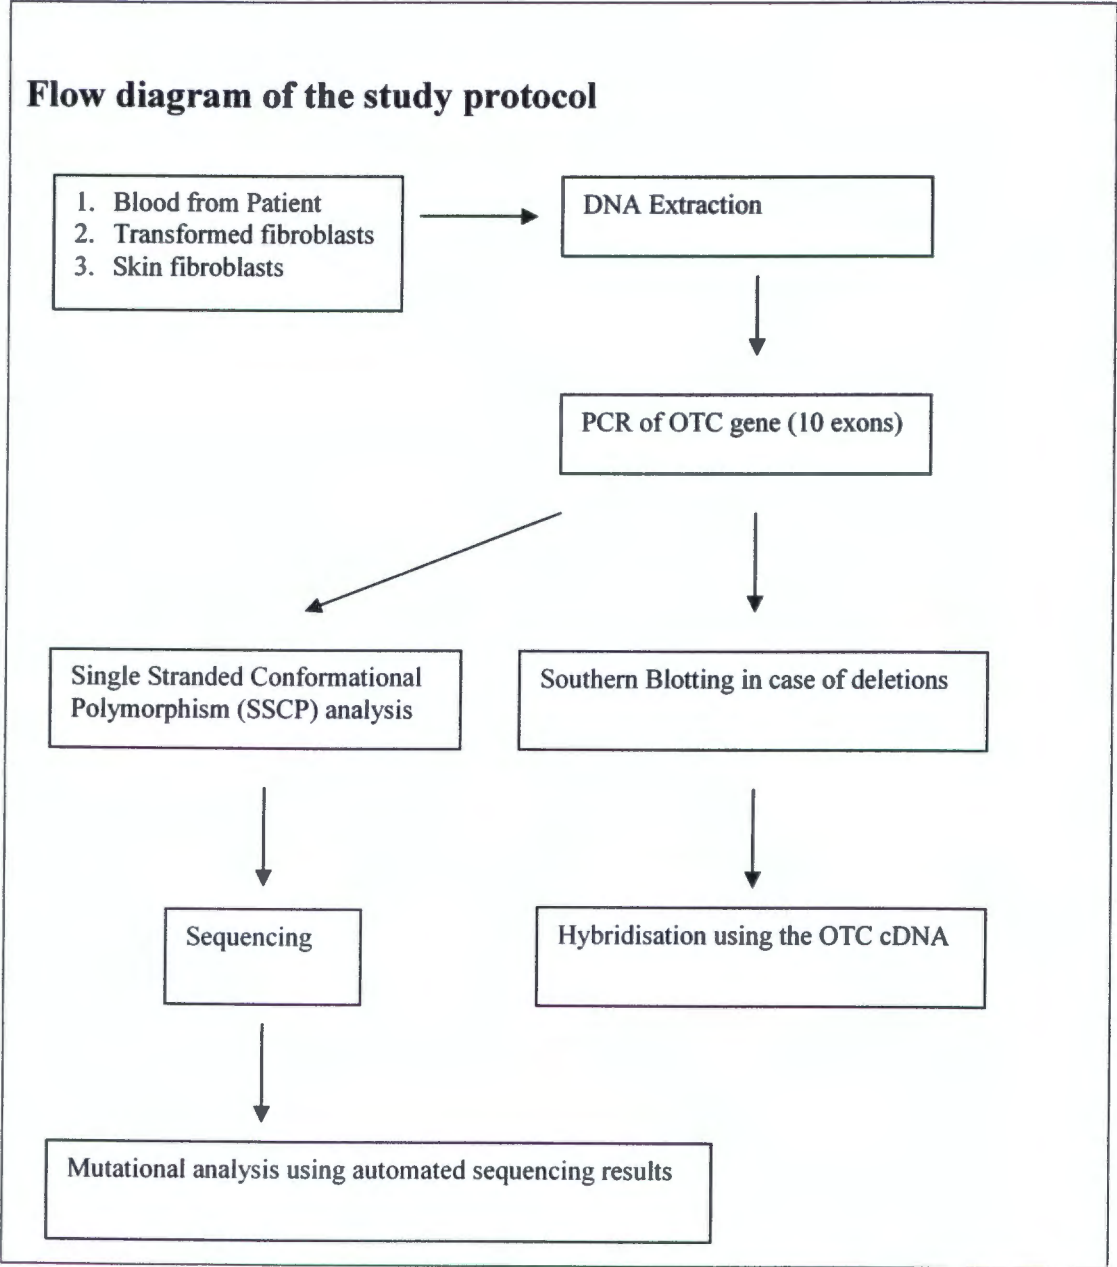 Flow diagram of the study protocol
1. Blood from Patient
2. Transformed fibroblasts
3. Skin fibroblasts
DNA Extraction
PCR of OTC gene (10 exons)
Single Stranded Conformational
Polymorphism (SSCP) analysis
Southern Blotting in case of deletions
Sequencing
Hybridisation using the OTC cDNA
Mutational analysis using automated sequencing results